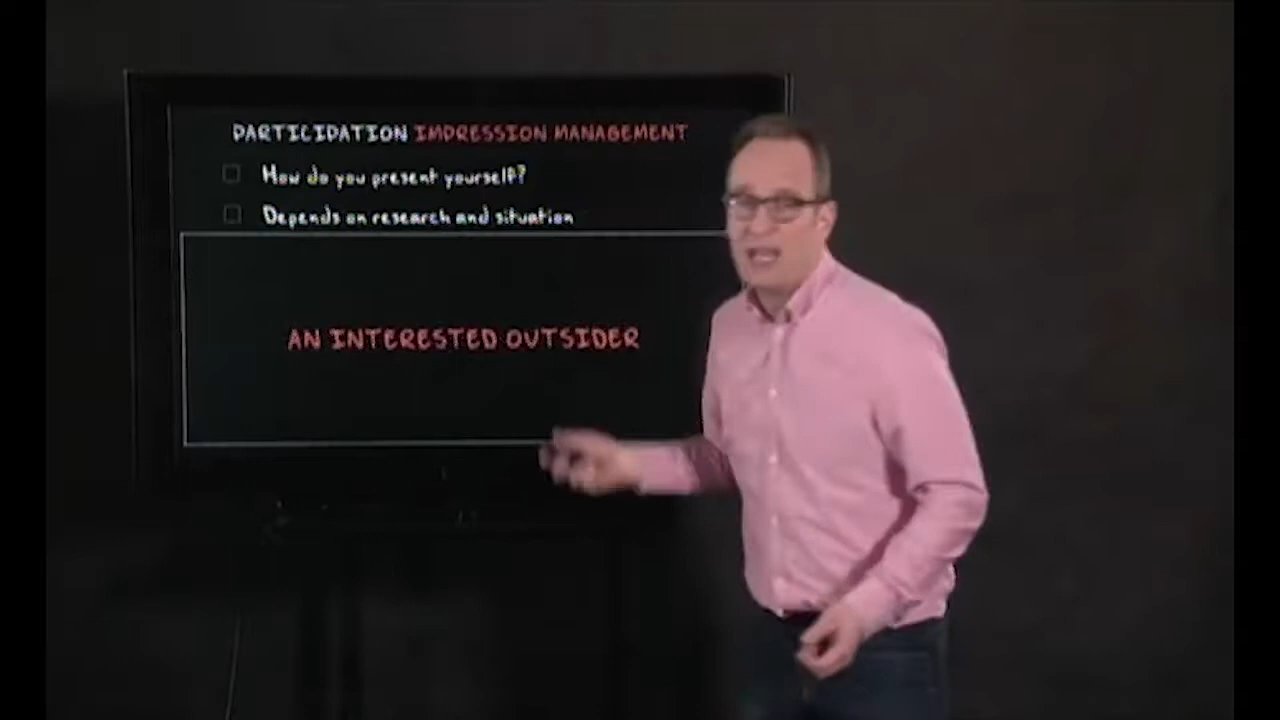 PARTICIPATION IMPRESSION MANAGEMENT
How do you present yourself?
Depends on research and situation
AN INTERESTED OUTSIDER